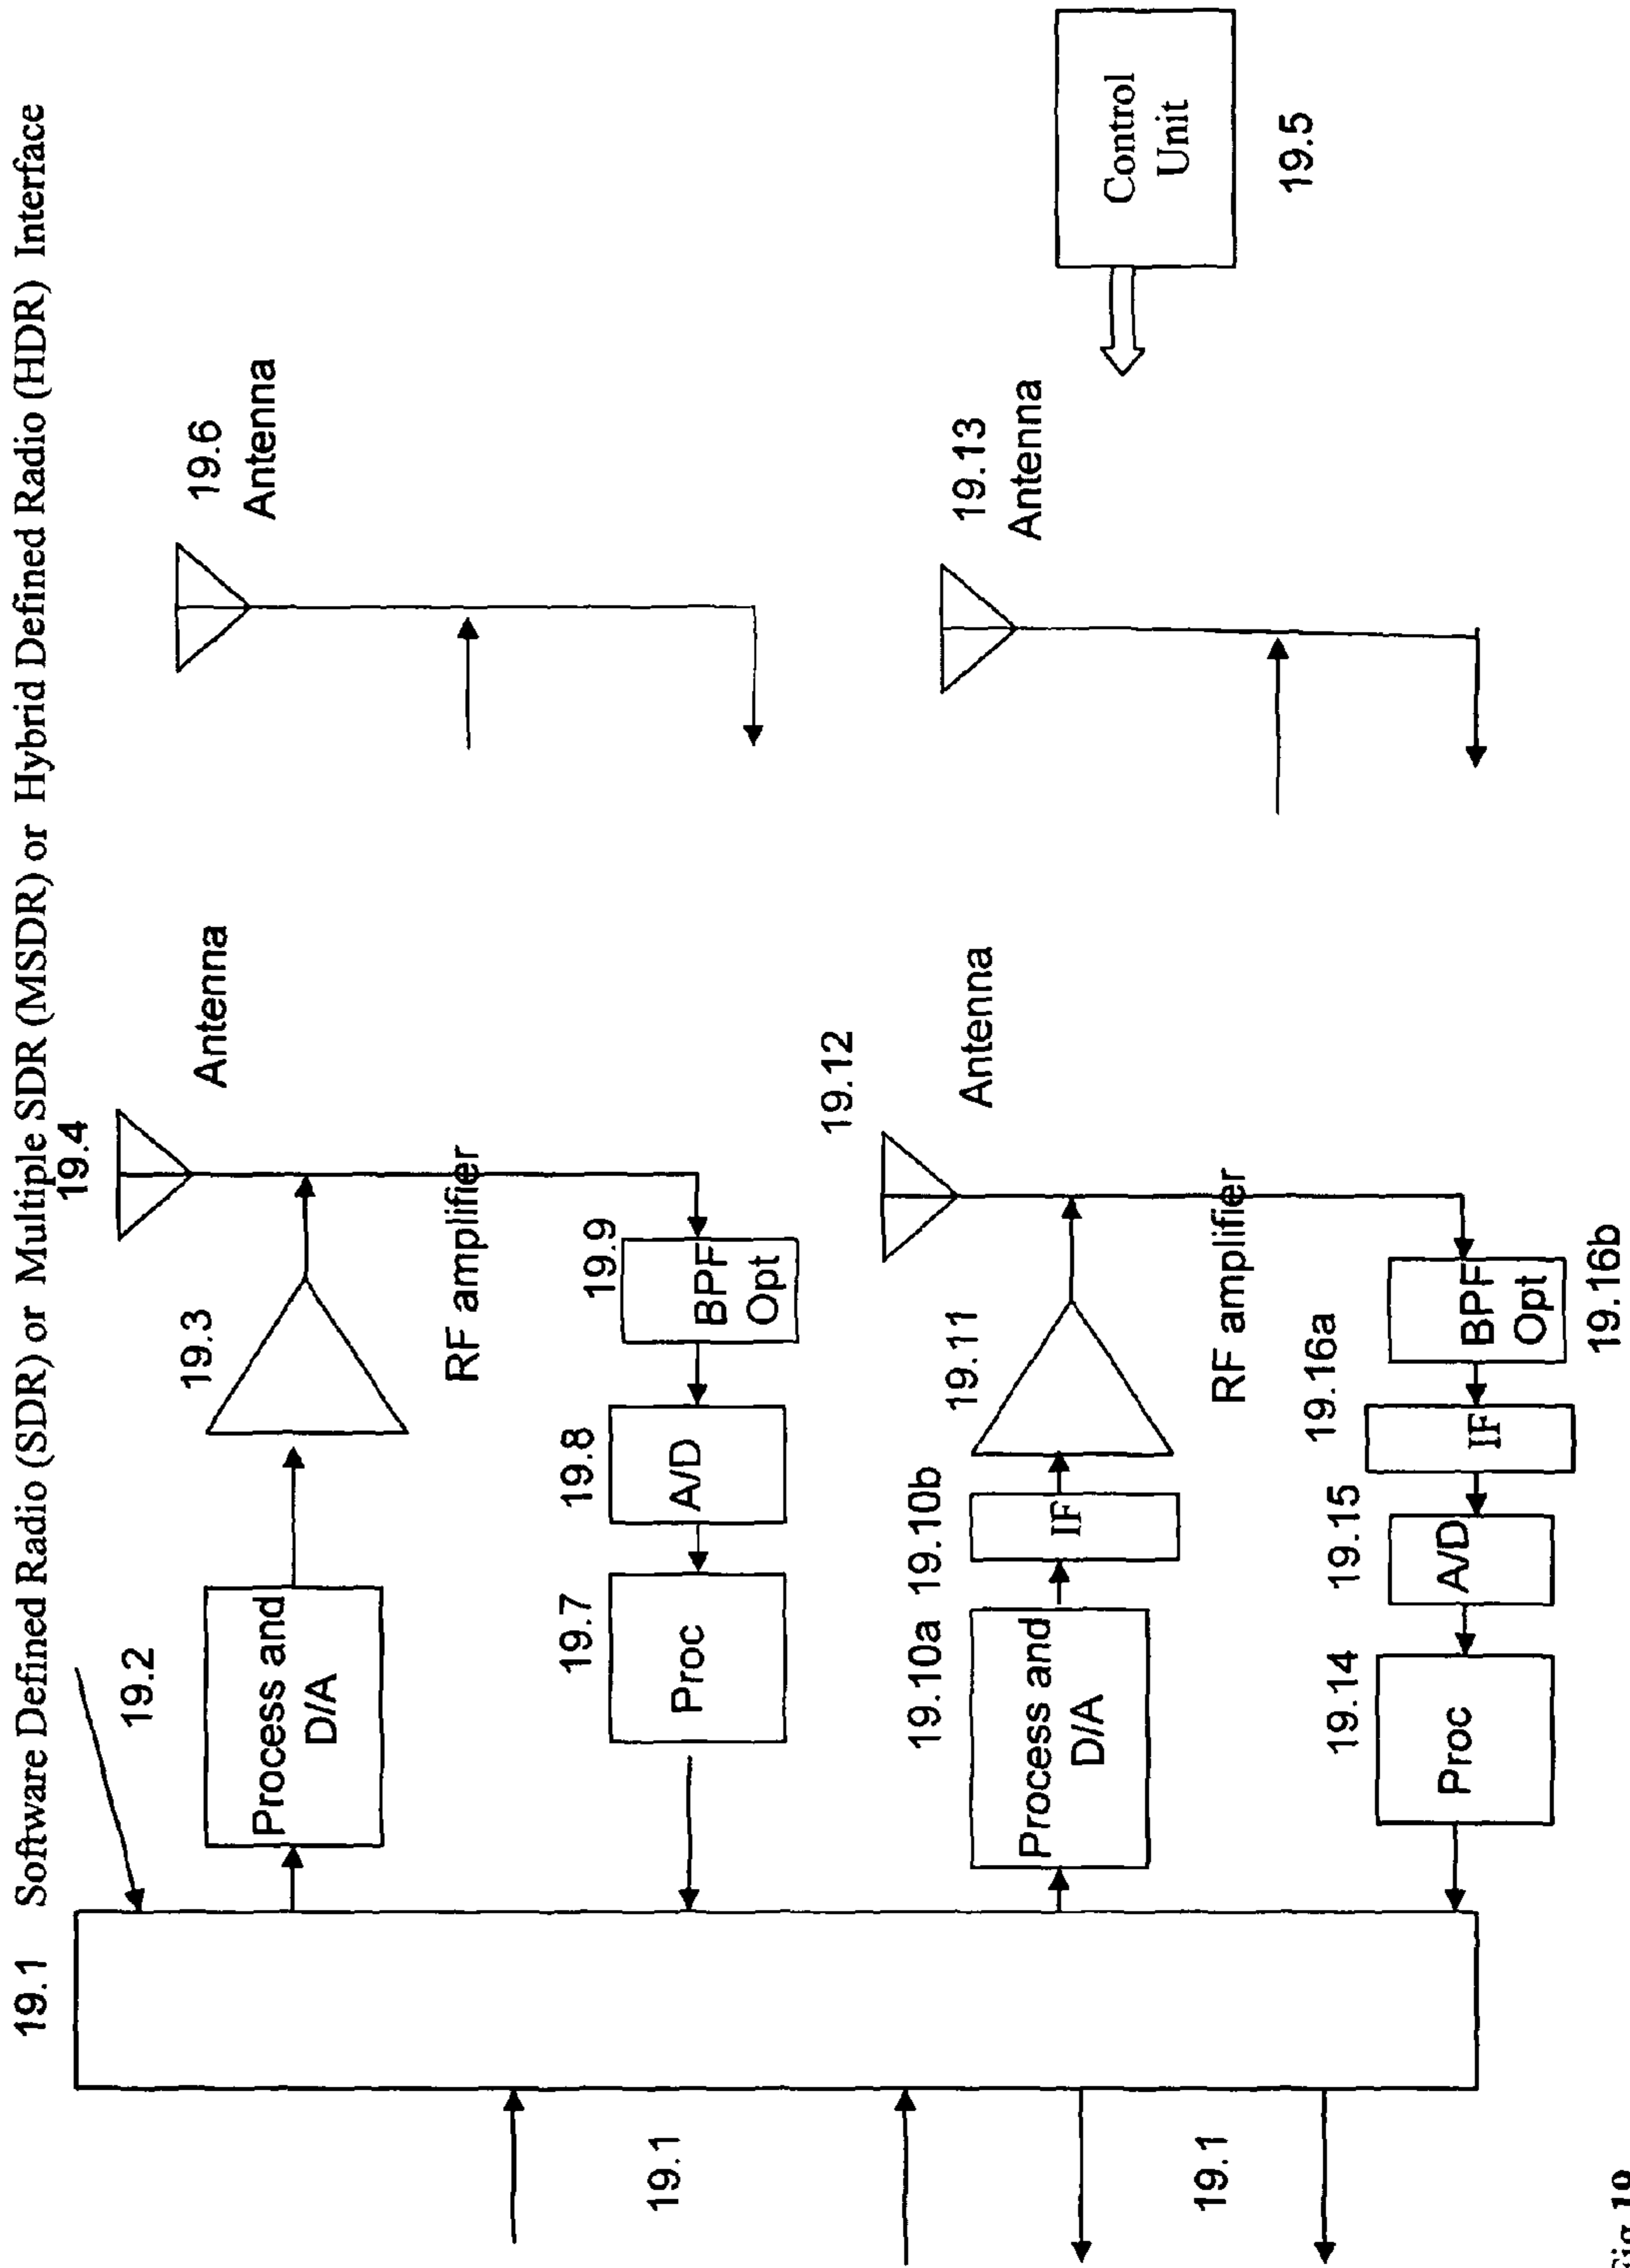 19.1 Software Defined Radio (SDR) or Multiple SDR (MSDR) or Hybrid Defined Radio (HDR) Interface
19.4
Antenna
19.6
Antenna
19.2
19.3
Process and
D/A
RF amplifier
19.7
19.8
19.9
Proc
A/D
BPF
Opt
19.1
19.12
Antenna
19.13
Antenna
19.10a
19.10b
19.11
Process and
D/A
IF
RF amplifier
Control
Unit
19.5
19.14
19.15
19.16a
Proc
A/D
IF
BPF
Opt
19.16b
19.1
Fig 19